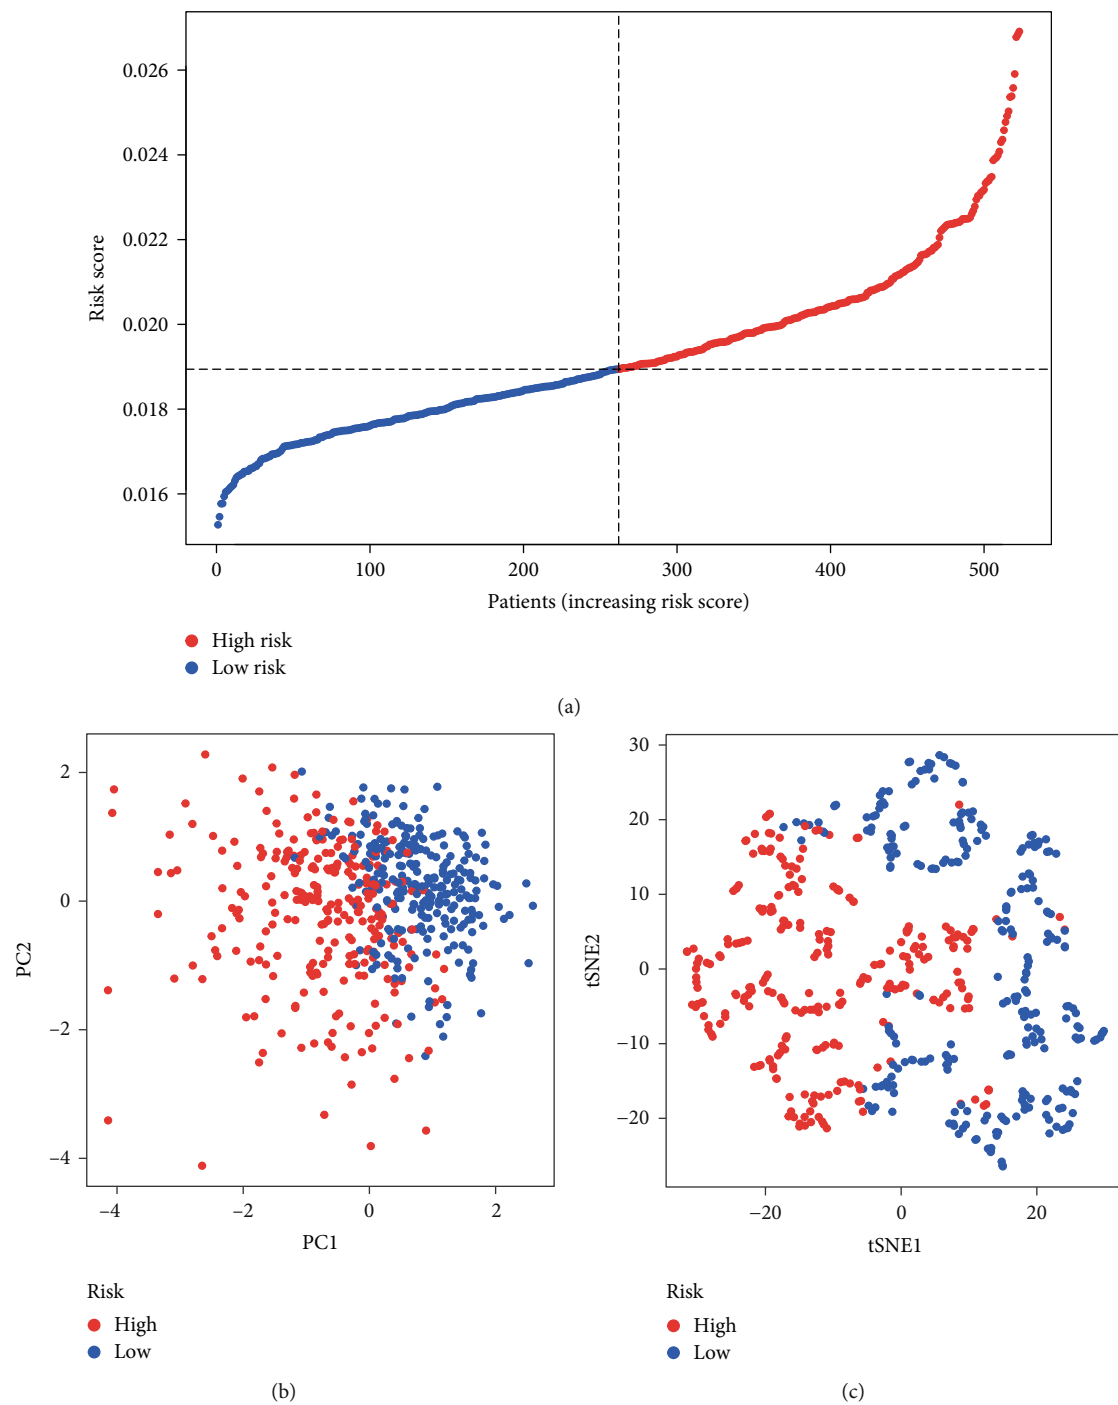 0.026
0.024
0.022
0.020
0.018
0.016
Risk score
0 100 200 300 400 500
Patients (increasing risk score)
High risk
Low risk
(a)
2
0
−2
−4
PC2
−4 −2 0 2
PC1
Risk
High
Low
(b)
30
20
10
0
−10
−20
tSNE2
−20 0 20
tSNE1
Risk
High
Low
(c)